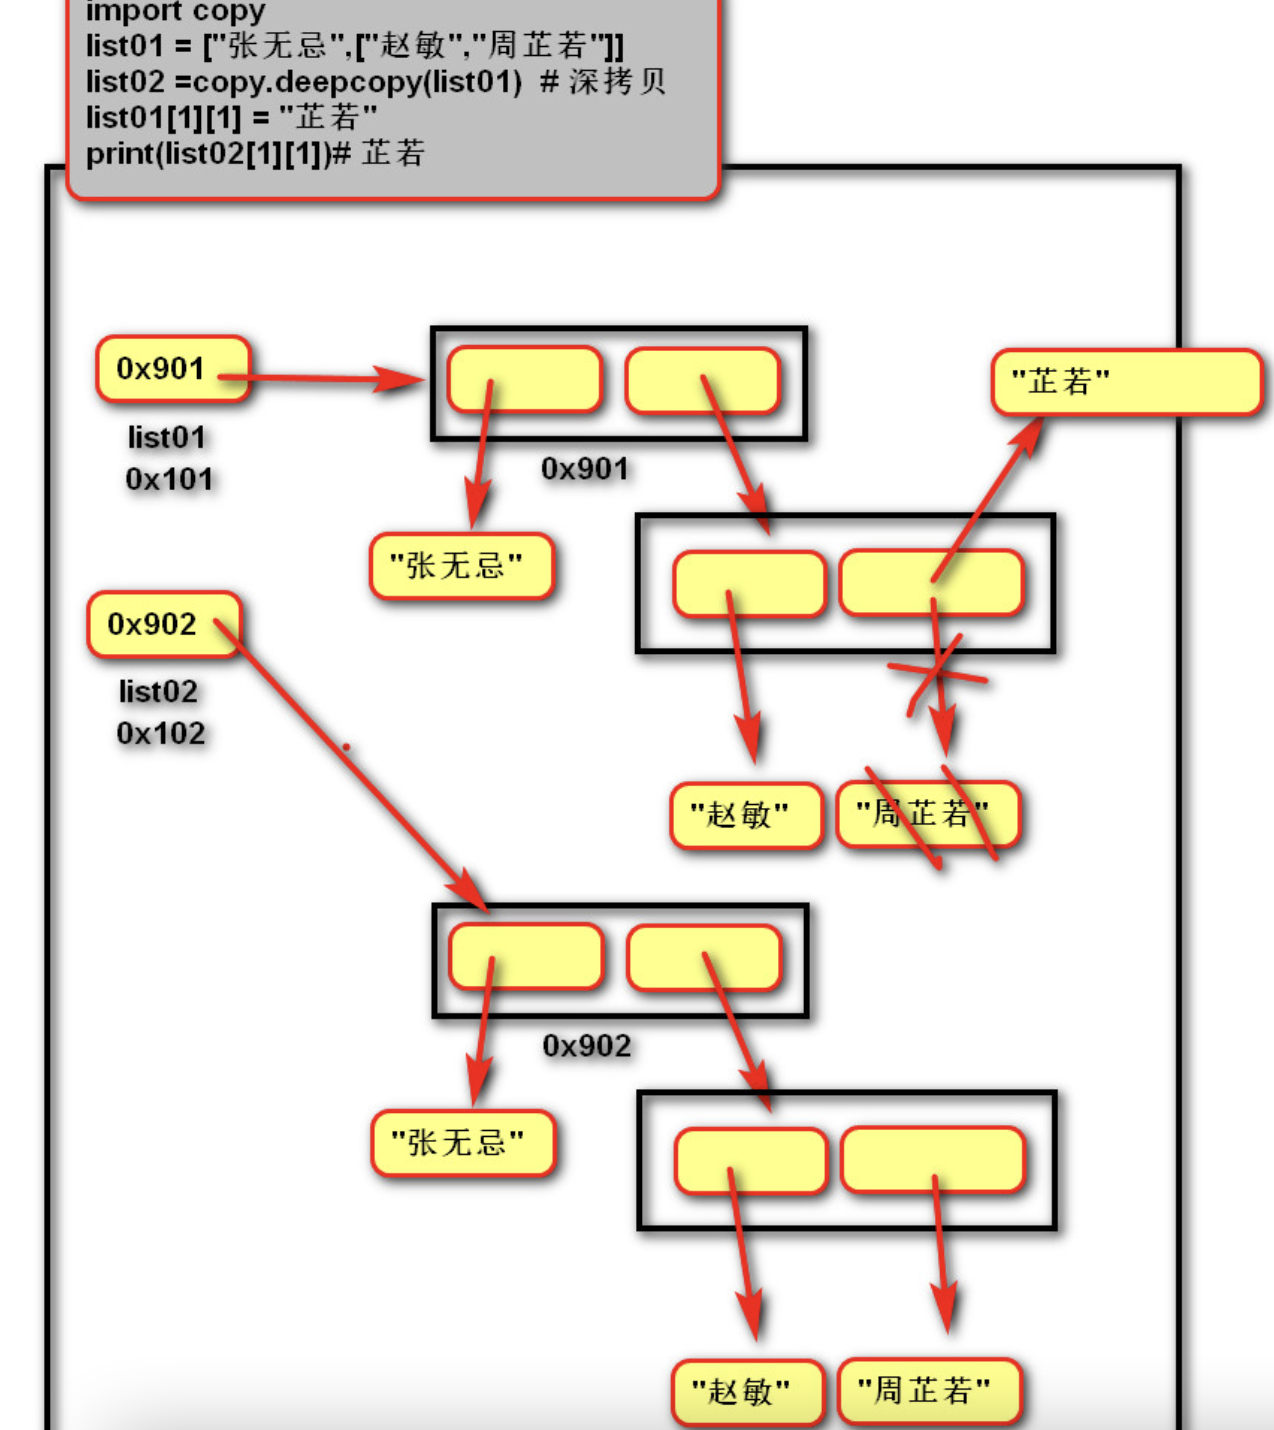 import copy
list01 = ["张无忌",["赵敏","周芷若"]]
list02 =copy.deepcopy(list01)  # 深拷贝
list01[1][1] = "芷若"
print(list02[1][1])# 芷若
0x901
list01
0x101
0x901
"芷若"
"张无忌"
0x902
list02
0x102
"赵敏"
"周芷若"
0x902
"张无忌"
"赵敏"
"周芷若"